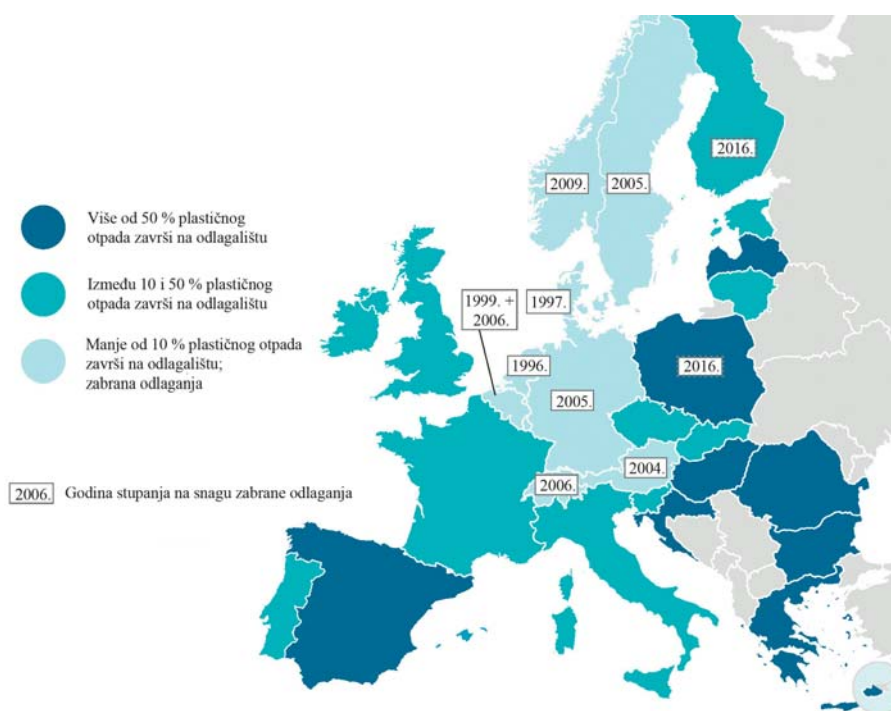 Više od 50 % plastičnog
otpada završi na odlagalištu
Između 10 i 50 % plastičnog
otpada završi na odlagalištu
Manje od 10 % plastičnog otpada
završi na odlagalištu;
zabrana odlaganja
2006. Godina stupanja na snagu zabrane odlaganja
2016.
2009.
2005.
1999. +
2006.
1997.
1996.
2016.
2005.
2004.
2006.